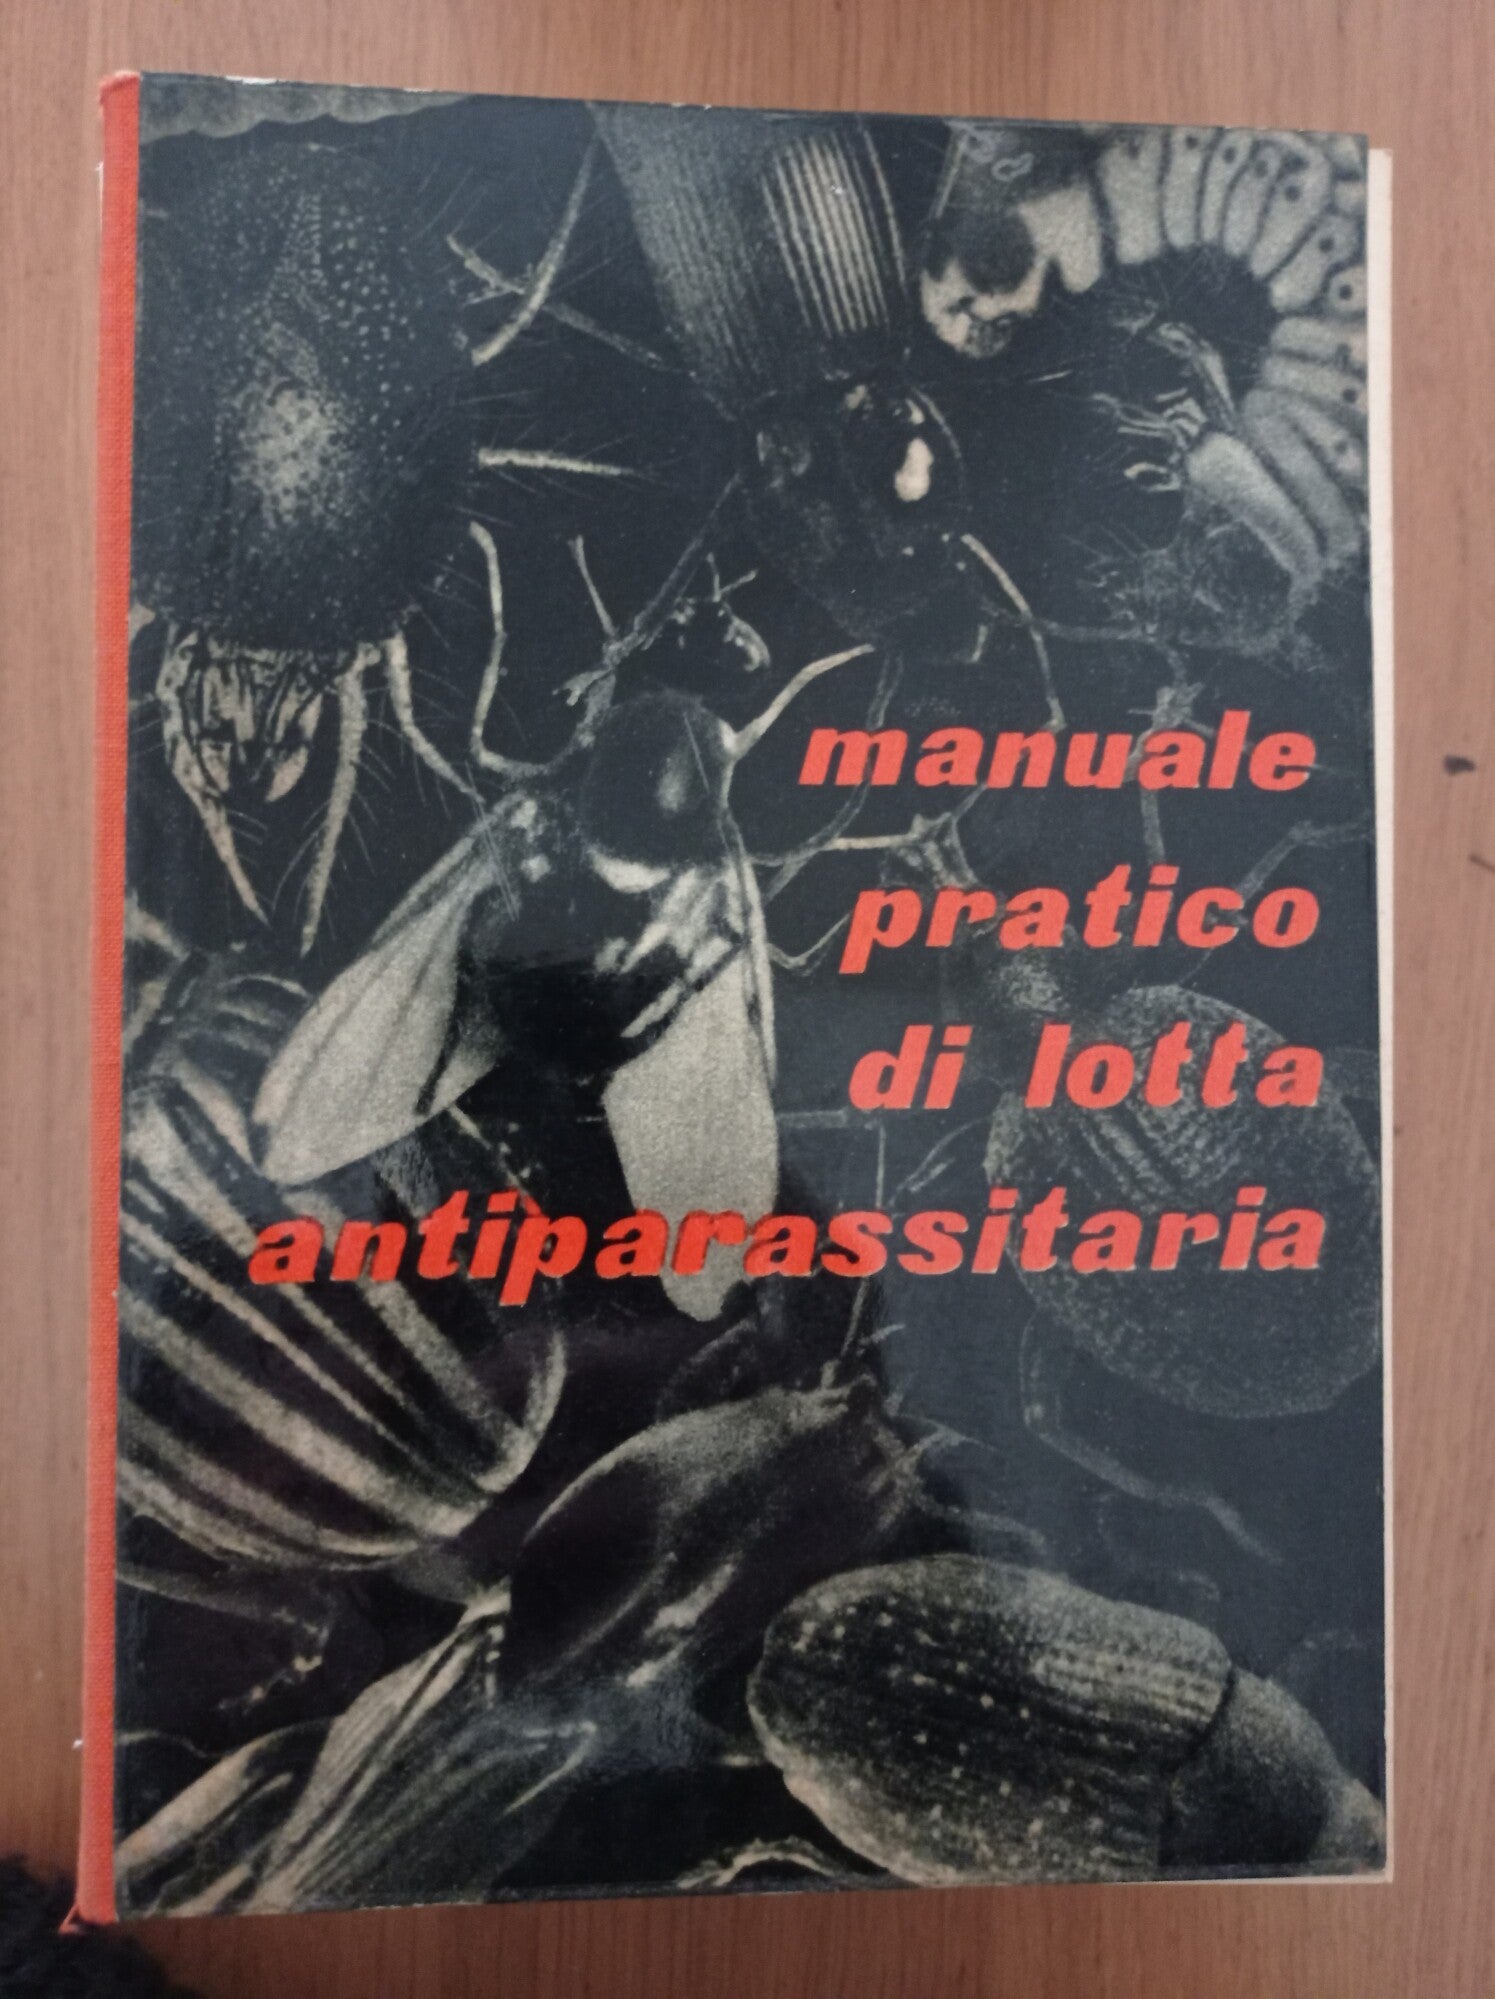 manuale
pratico
di lotta
antiparassitaria